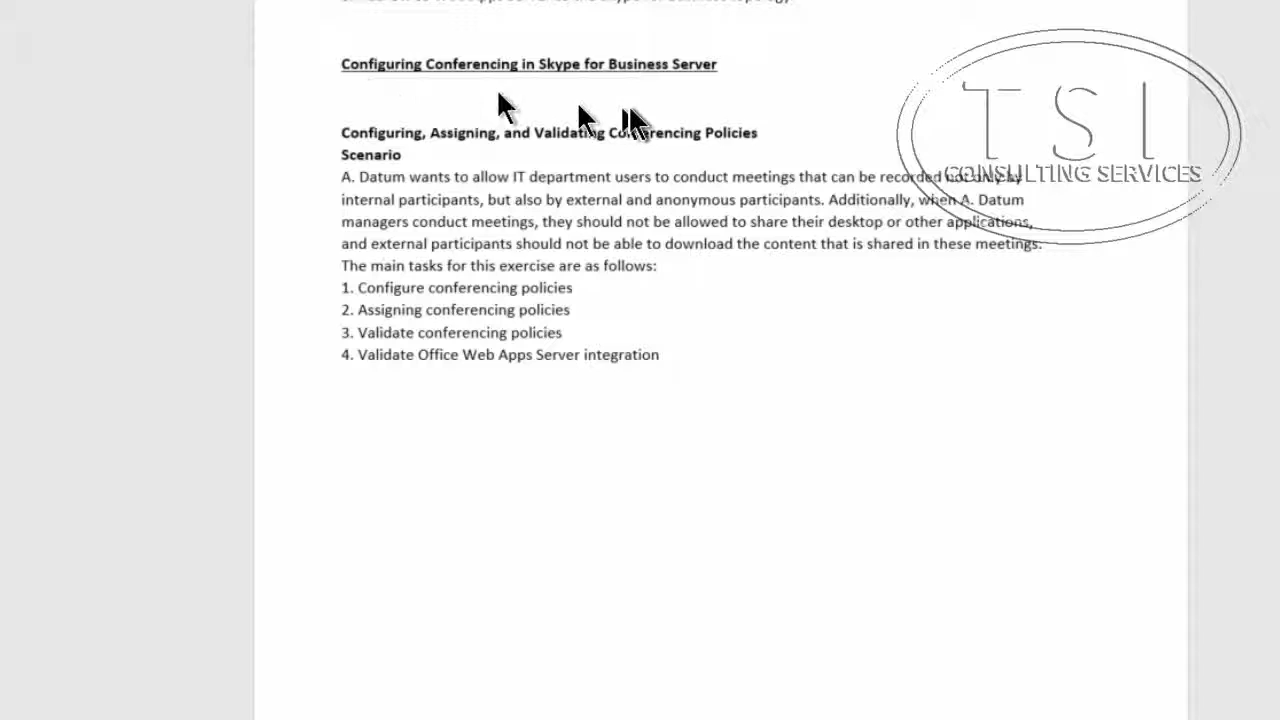 Configuring Conferencing in Skype for Business Server
Configuring, Assigning, and Validating Conferencing Policies
Scenario
A. Datum wants to allow IT department users to conduct meetings that can be recorded not only by
internal participants, but also by external and anonymous participants. Additionally, when A. Datum
managers conduct meetings, they should not be allowed to share their desktop or other applications,
and external participants should not be able to download the content that is shared in these meetings.
The main tasks for this exercise are as follows:
1. Configure conferencing policies
2. Assigning conferencing policies
3. Validate conferencing policies
4. Validate Office Web Apps Server integration
TSI
CONSULTING SERVICES